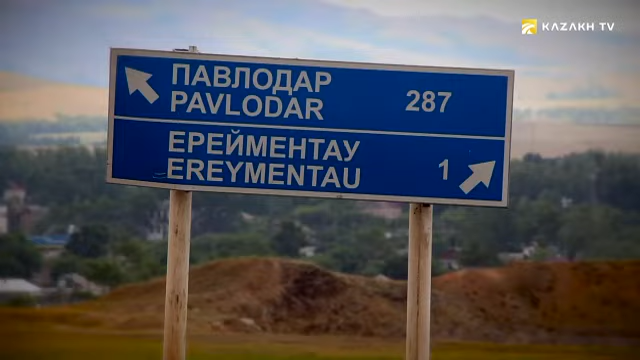 KAZAKH TV
ПАВЛОДАР
PAVLODAR 287
ЕРЕЙМЕНТАУ
EREYMENTAU 1